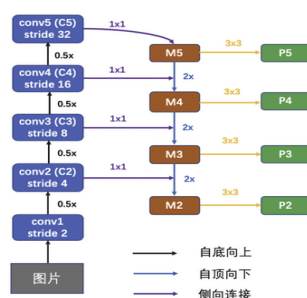 conv5 (C5)
stride 32
1x1
M5
3x3
P5
0.5x
2x
conv4 (C4)
stride 16
1x1
M4
3x3
P4
0.5x
2x
conv3 (C3)
stride 8
1x1
M3
3x3
P3
0.5x
2x
conv2 (C2)
stride 4
1x1
M2
3x3
P2
0.5x
conv1
stride 2
图片
自底向上
自顶向下
侧向连接